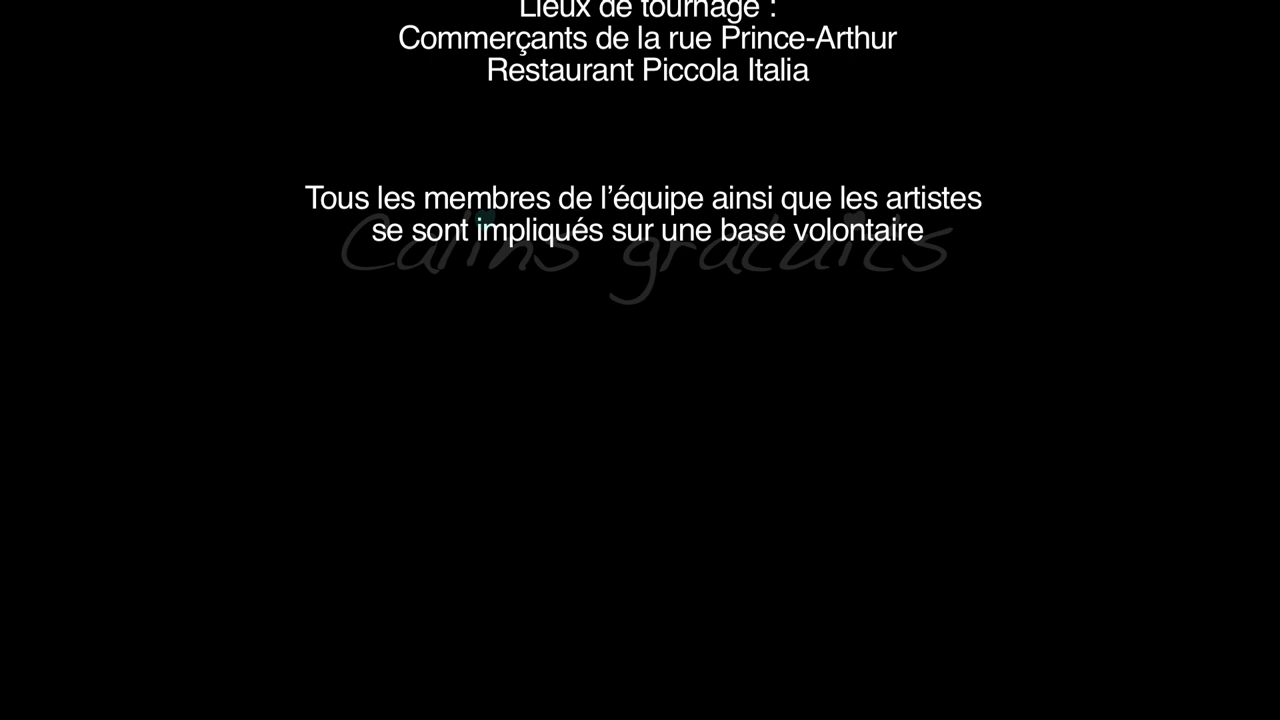 Lieux de tournage :
Commerçants de la rue Prince-Arthur
Restaurant Piccola Italia
Tous les membres de l’équipe ainsi que les artistes
se sont impliqués sur une base volontaire
Calins gratuits